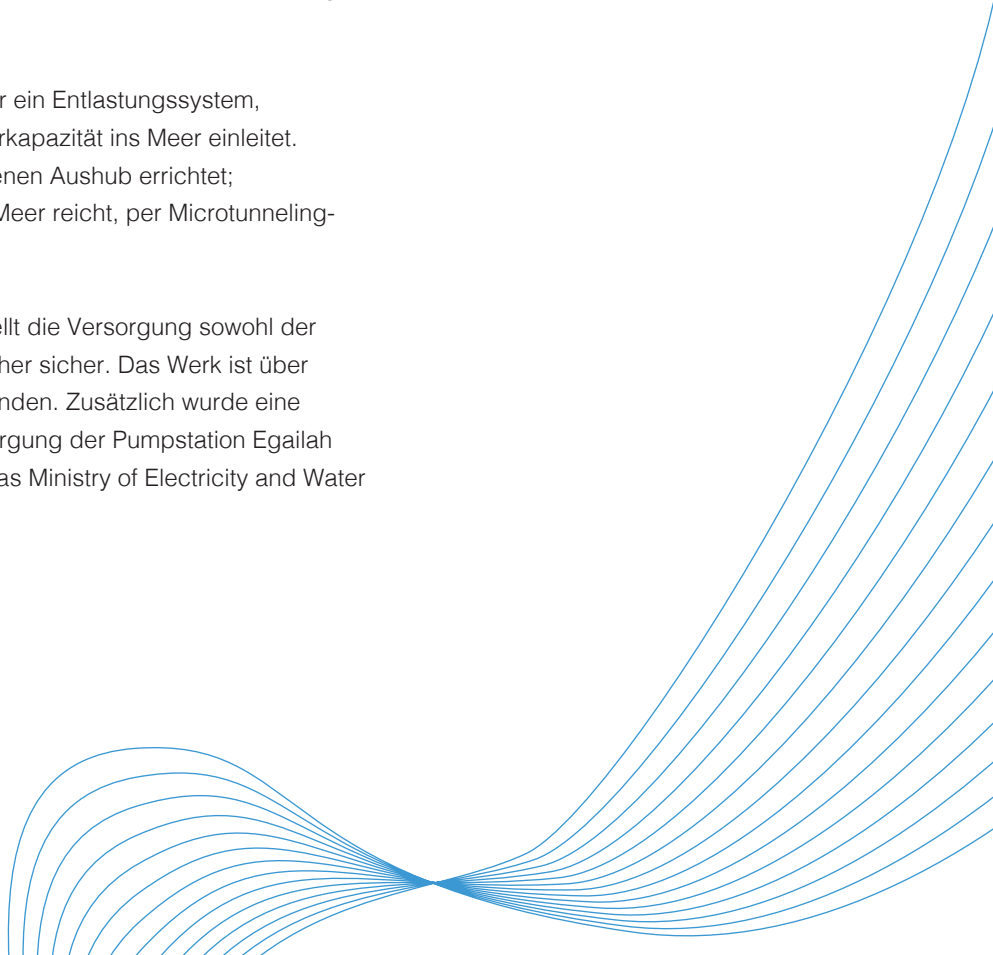 r ein Entlastungssystem,
rkapazität ins Meer einleitet.
enen Aushub errichtet;
Meer reicht, per Microtunneling-
ellt die Versorgung sowohl der
her sicher. Das Werk ist über
nden. Zusätzlich wurde eine
rgung der Pumpstation Egailah
as Ministry of Electricity and Water